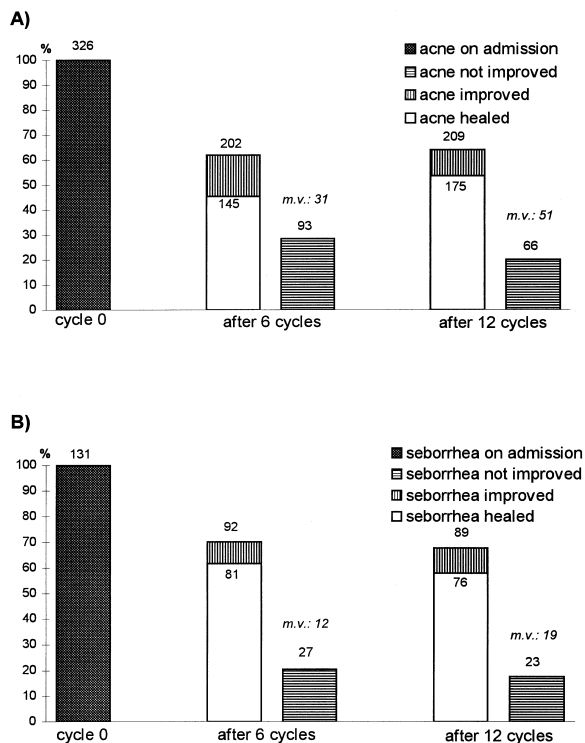 A)
%
326
acne on admission
acne not improved
acne improved
acne healed
100
90
80
70
60
50
40
30
20
10
0
202
145
m.v.: 31
93
209
175
m.v.: 51
66
cycle 0
after 6 cycles
after 12 cycles
B)
%
131
seborrhea on admission
seborrhea not improved
seborrhea improved
seborrhea healed
100
90
80
70
60
50
40
30
20
10
0
92
81
m.v.: 12
27
89
76
m.v.: 19
23
cycle 0
after 6 cycles
after 12 cycles